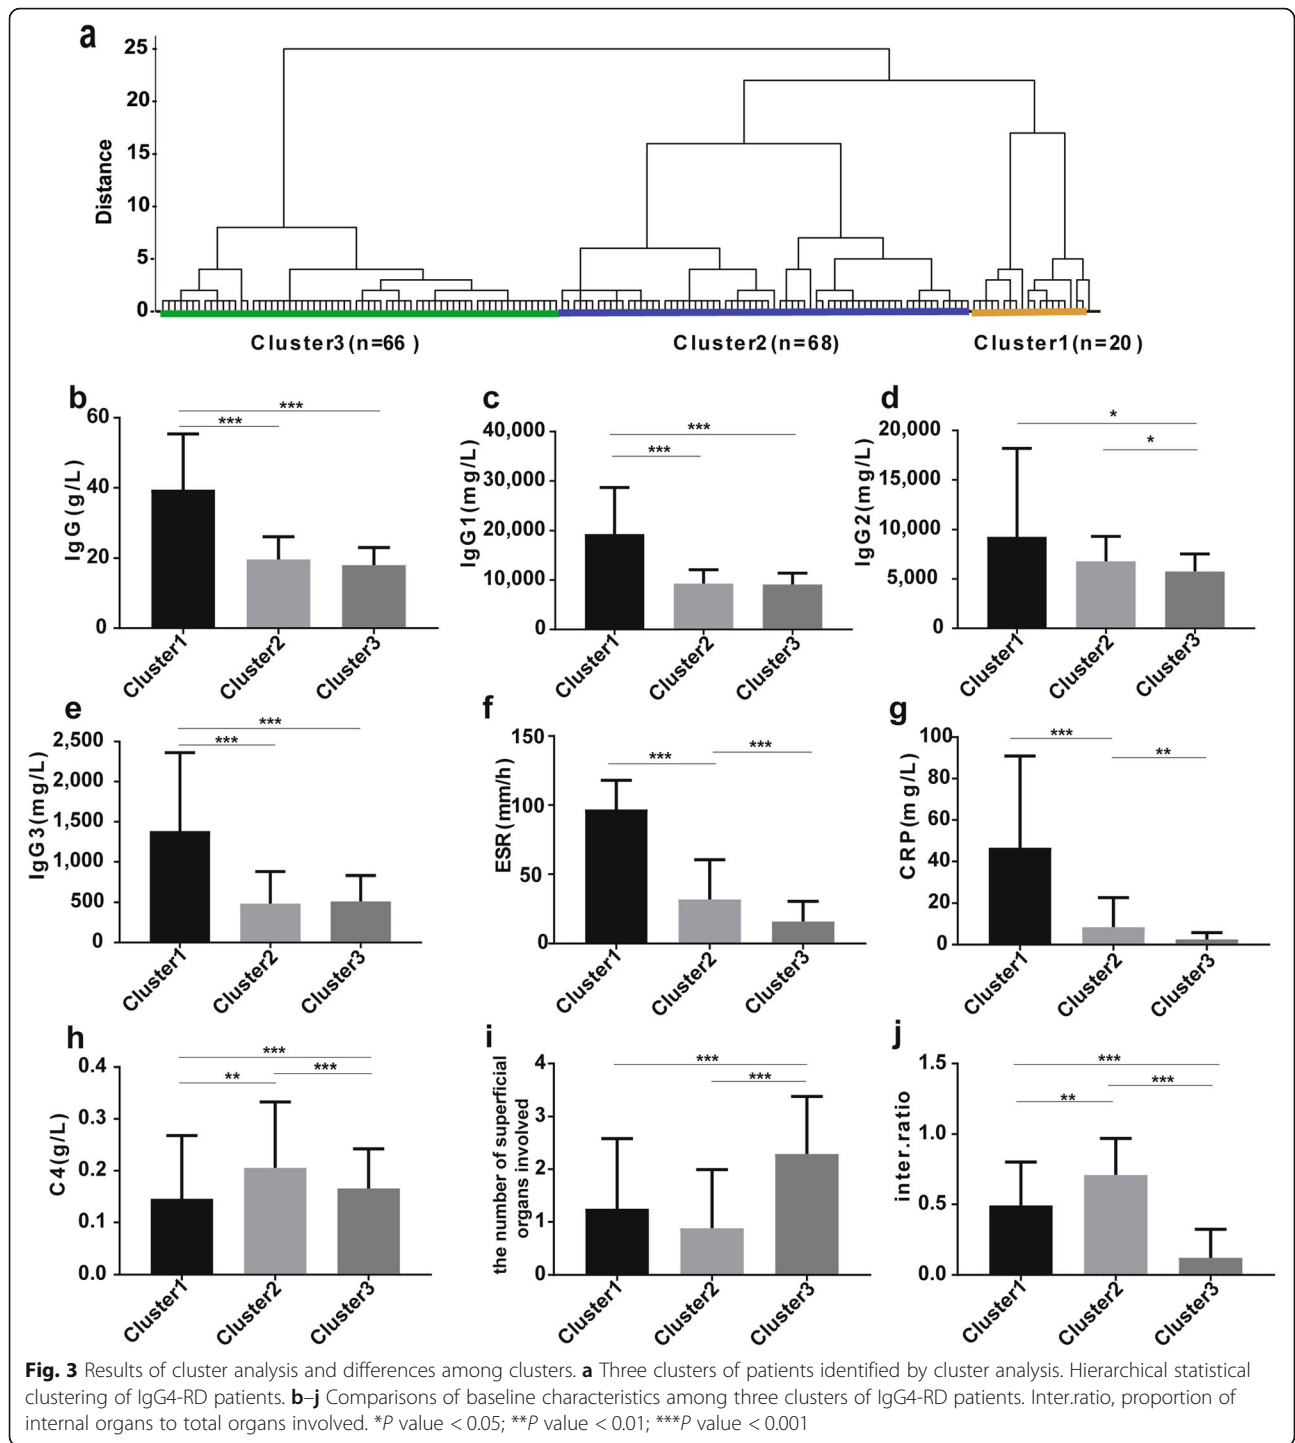 a
25
20
15
10
5
0
Distance
Cluster3(n=66 )
Cluster2(n=68)
Cluster1(n=20)
b
60
40
20
0
IgG (g/L)
***
***
Cluster1
Cluster2
Cluster3
c
40,000
30,000
20,000
10,000
0
IgG1(mg/L)
***
***
Cluster1
Cluster2
Cluster3
d
20,000
15,000
10,000
5,000
0
IgG2(mg/L)
*
*
Cluster1
Cluster2
Cluster3
e
2,500
2,000
1,500
1,000
500
0
IgG3(mg/L)
***
***
Cluster1
Cluster2
Cluster3
f
150
100
50
0
ESR(mm/h)
***
***
Cluster1
Cluster2
Cluster3
g
100
80
60
40
20
0
CRP(mg/L)
***
**
Cluster1
Cluster2
Cluster3
h
0.4
0.3
0.2
0.1
0.0
C4(g/L)
***
**
***
Cluster1
Cluster2
Cluster3
i
4
3
2
1
0
the number of superficial
organs involved
***
***
Cluster1
Cluster2
Cluster3
j
1.5
1.0
0.5
0.0
inter.ratio
***
**
***
Cluster1
Cluster2
Cluster3
Fig. 3 Results of cluster analysis and differences among clusters. a Three clusters of patients identified by cluster analysis. Hierarchical statistical
clustering of IgG4-RD patients. b–j Comparisons of baseline characteristics among three clusters of IgG4-RD patients. Inter.ratio, proportion of
internal organs to total organs involved. *P value < 0.05; **P value < 0.01; ***P value < 0.001